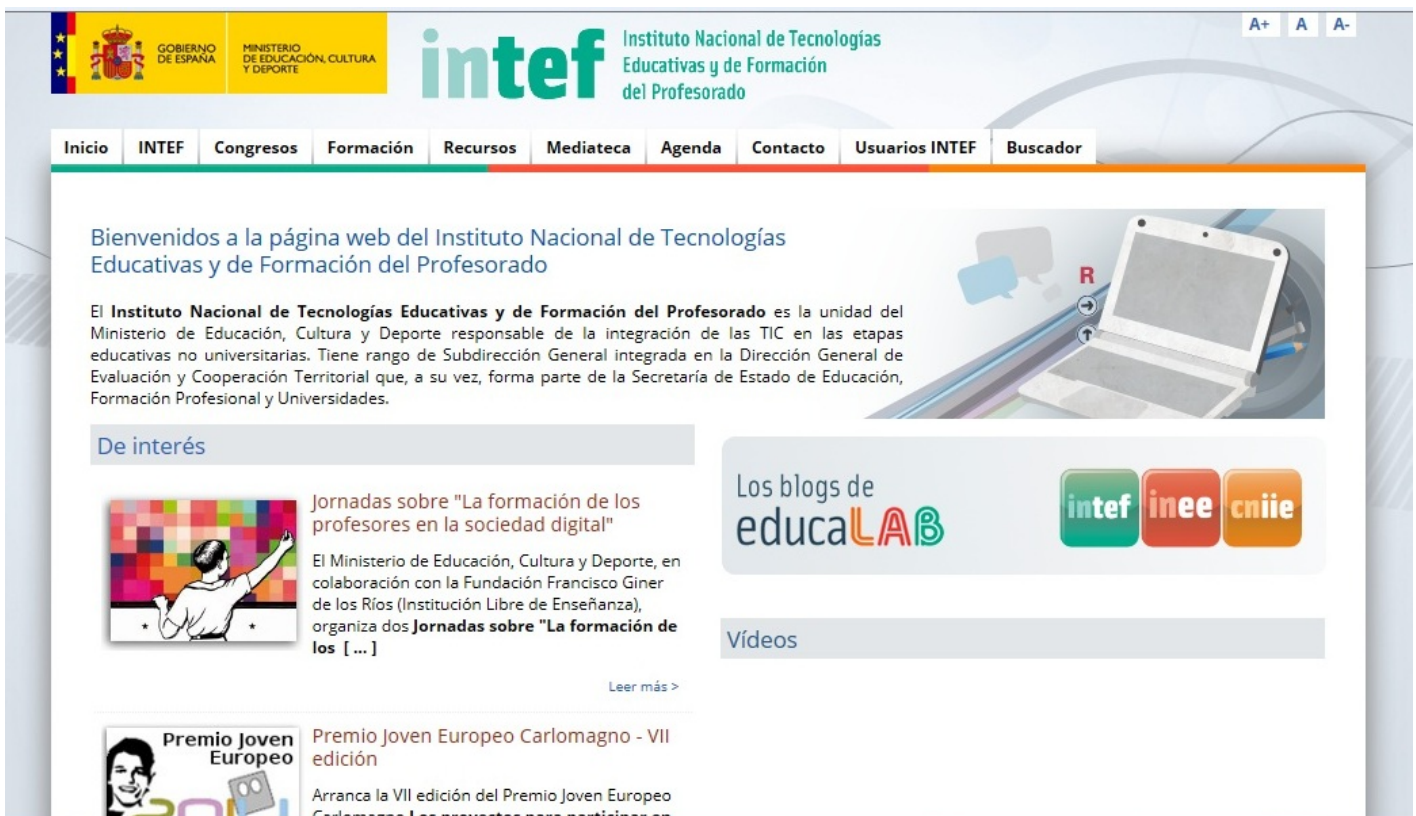 GOBIERNO
DE ESPAÑA
MINISTERIO
DE EDUCACIÓN, CULTURA
Y DEPORTE
intef
Instituto Nacional de Tecnologías
Educativas y de Formación
del Profesorado
A+ A A-
Inicio INTEF Congresos Formación Recursos Mediateca Agenda Contacto Usuarios INTEF Buscador
Bienvenidos a la página web del Instituto Nacional de Tecnologías
Educativas y de Formación del Profesorado
El Instituto Nacional de Tecnologías Educativas y de Formación del Profesorado es la unidad del
Ministerio de Educación, Cultura y Deporte responsable de la integración de las TIC en las etapas
educativas no universitarias. Tiene rango de Subdirección General integrada en la Dirección General de
Evaluación y Cooperación Territorial que, a su vez, forma parte de la Secretaría de Estado de Educación,
Formación Profesional y Universidades.
R
De interés
Jornadas sobre "La formación de los
profesores en la sociedad digital"
El Ministerio de Educación, Cultura y Deporte, en
colaboración con la Fundación Francisco Giner
de los Ríos (Institución Libre de Enseñanza),
organiza dos Jornadas sobre "La formación de
los [ ... ]
Leer más >
Premio Joven
Europeo
2014
Premio Joven Europeo Carlomagno - VII
edición
Arranca la VII edición del Premio Joven Europeo
Carlomagno Los proyectos para participar en
Los blogs de
educaLAB
intef inee cniie
Vídeos